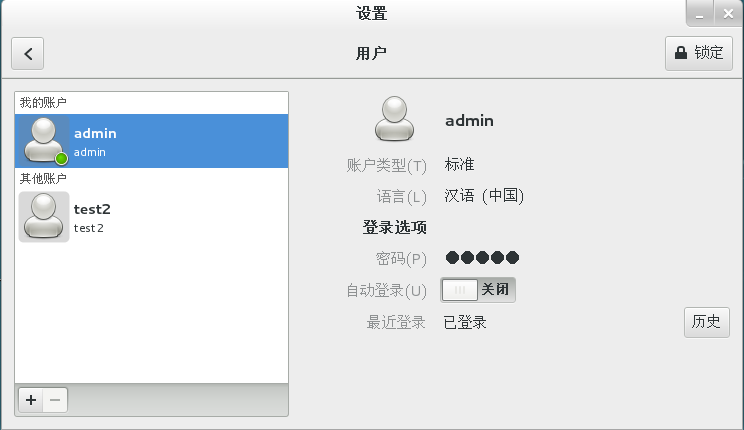 设置
用户
锁定
我的账户
admin
admin
其他账户
test2
test2
admin
账户类型(T) 标准
语言(L) 汉语 (中国)
登录选项
密码(P) ●●●●●
自动登录(U) 关闭
最近登录 已登录
历史